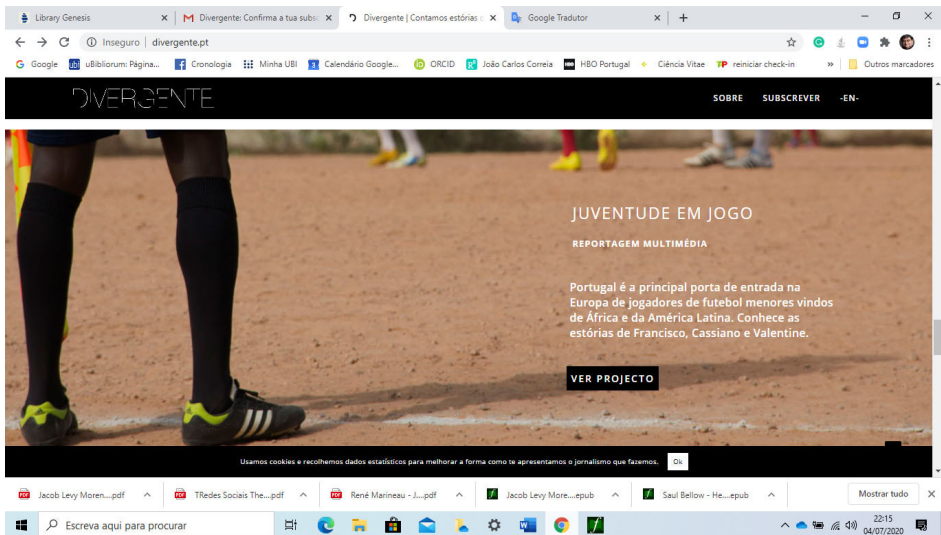 Library Genesis
Divergente: Confirma a tua subsc
Divergente | Contamos estórias c
Google Tradutor
Inseguro | divergente.pt
Google
uBibliorum: Página...
Cronologia
Minha UBI
Calendário Google...
ORCID
João Carlos Correia
HBO Portugal
Ciência Vitae
TP reiniciar check-in
Outros marcadores
DIVERGENTE
SOBRE SUBSCREVER -EN-
JUVENTUDE EM JOGO
REPORTAGEM MULTIMÉDIA
Portugal é a principal porta de entrada na
Europa de jogadores de futebol menores vindos
de África e da América Latina. Conhece as
estórias de Francisco, Cassiano e Valentine.
VER PROJECTO
Usamos cookies e recolhemos dados estatísticos para melhorar a forma como te apresentamos o jornalismo que fazemos. Ok
Jacob Levy Moren....pdf
TRedes Sociais The....pdf
René Marineau - J....pdf
Jacob Levy More....epub
Saul Bellow - He....epub
Mostrar tudo
Escreva aqui para procurar
22:15
04/07/2020